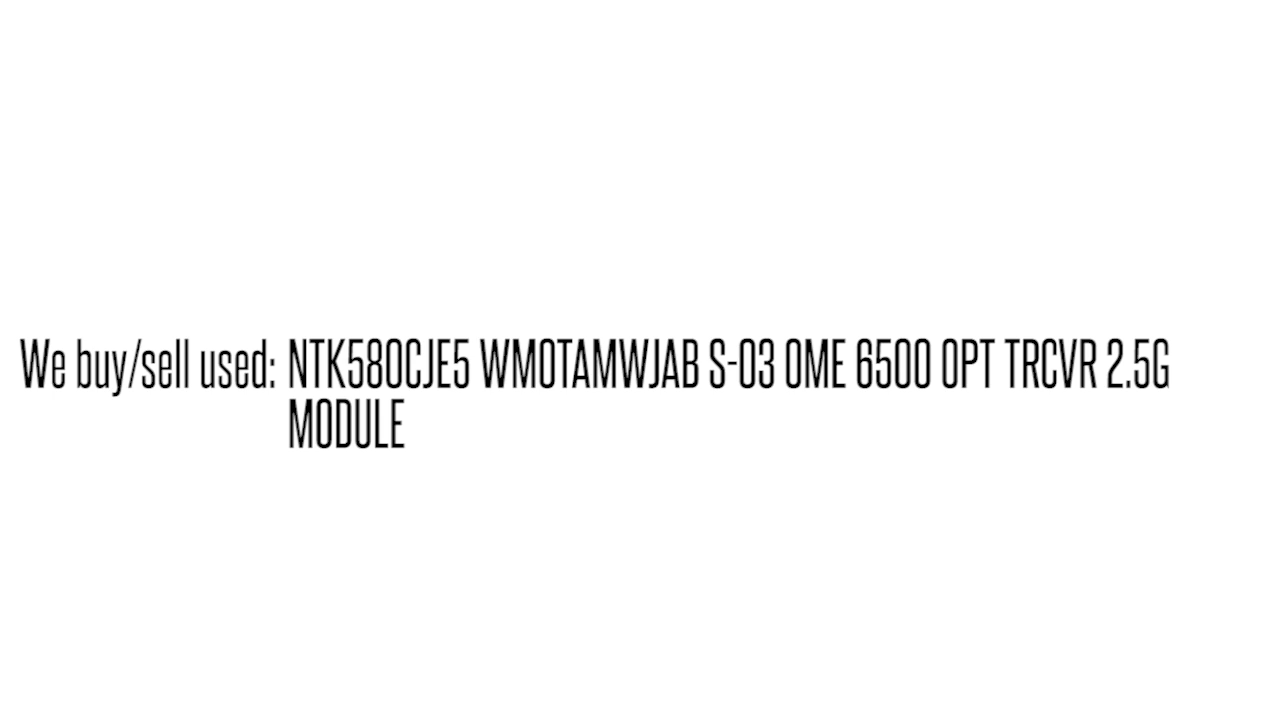 We buy/sell used: NTK580CJE5 WMOTAMWJAB S-03 OME 6500 OPT TRCVR 2.5G
MODULE